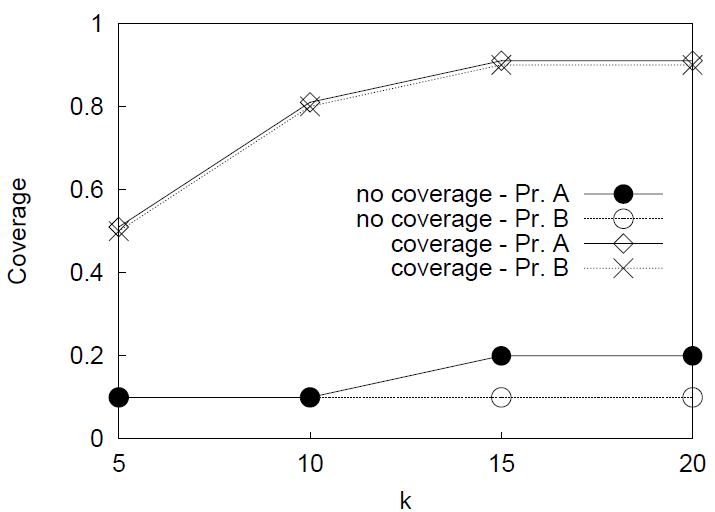 1
0.8
0.6
0.4
0.2
0
Coverage
no coverage - Pr. A
no coverage - Pr. B
coverage - Pr. A
coverage - Pr. B
5 10 15 20
k